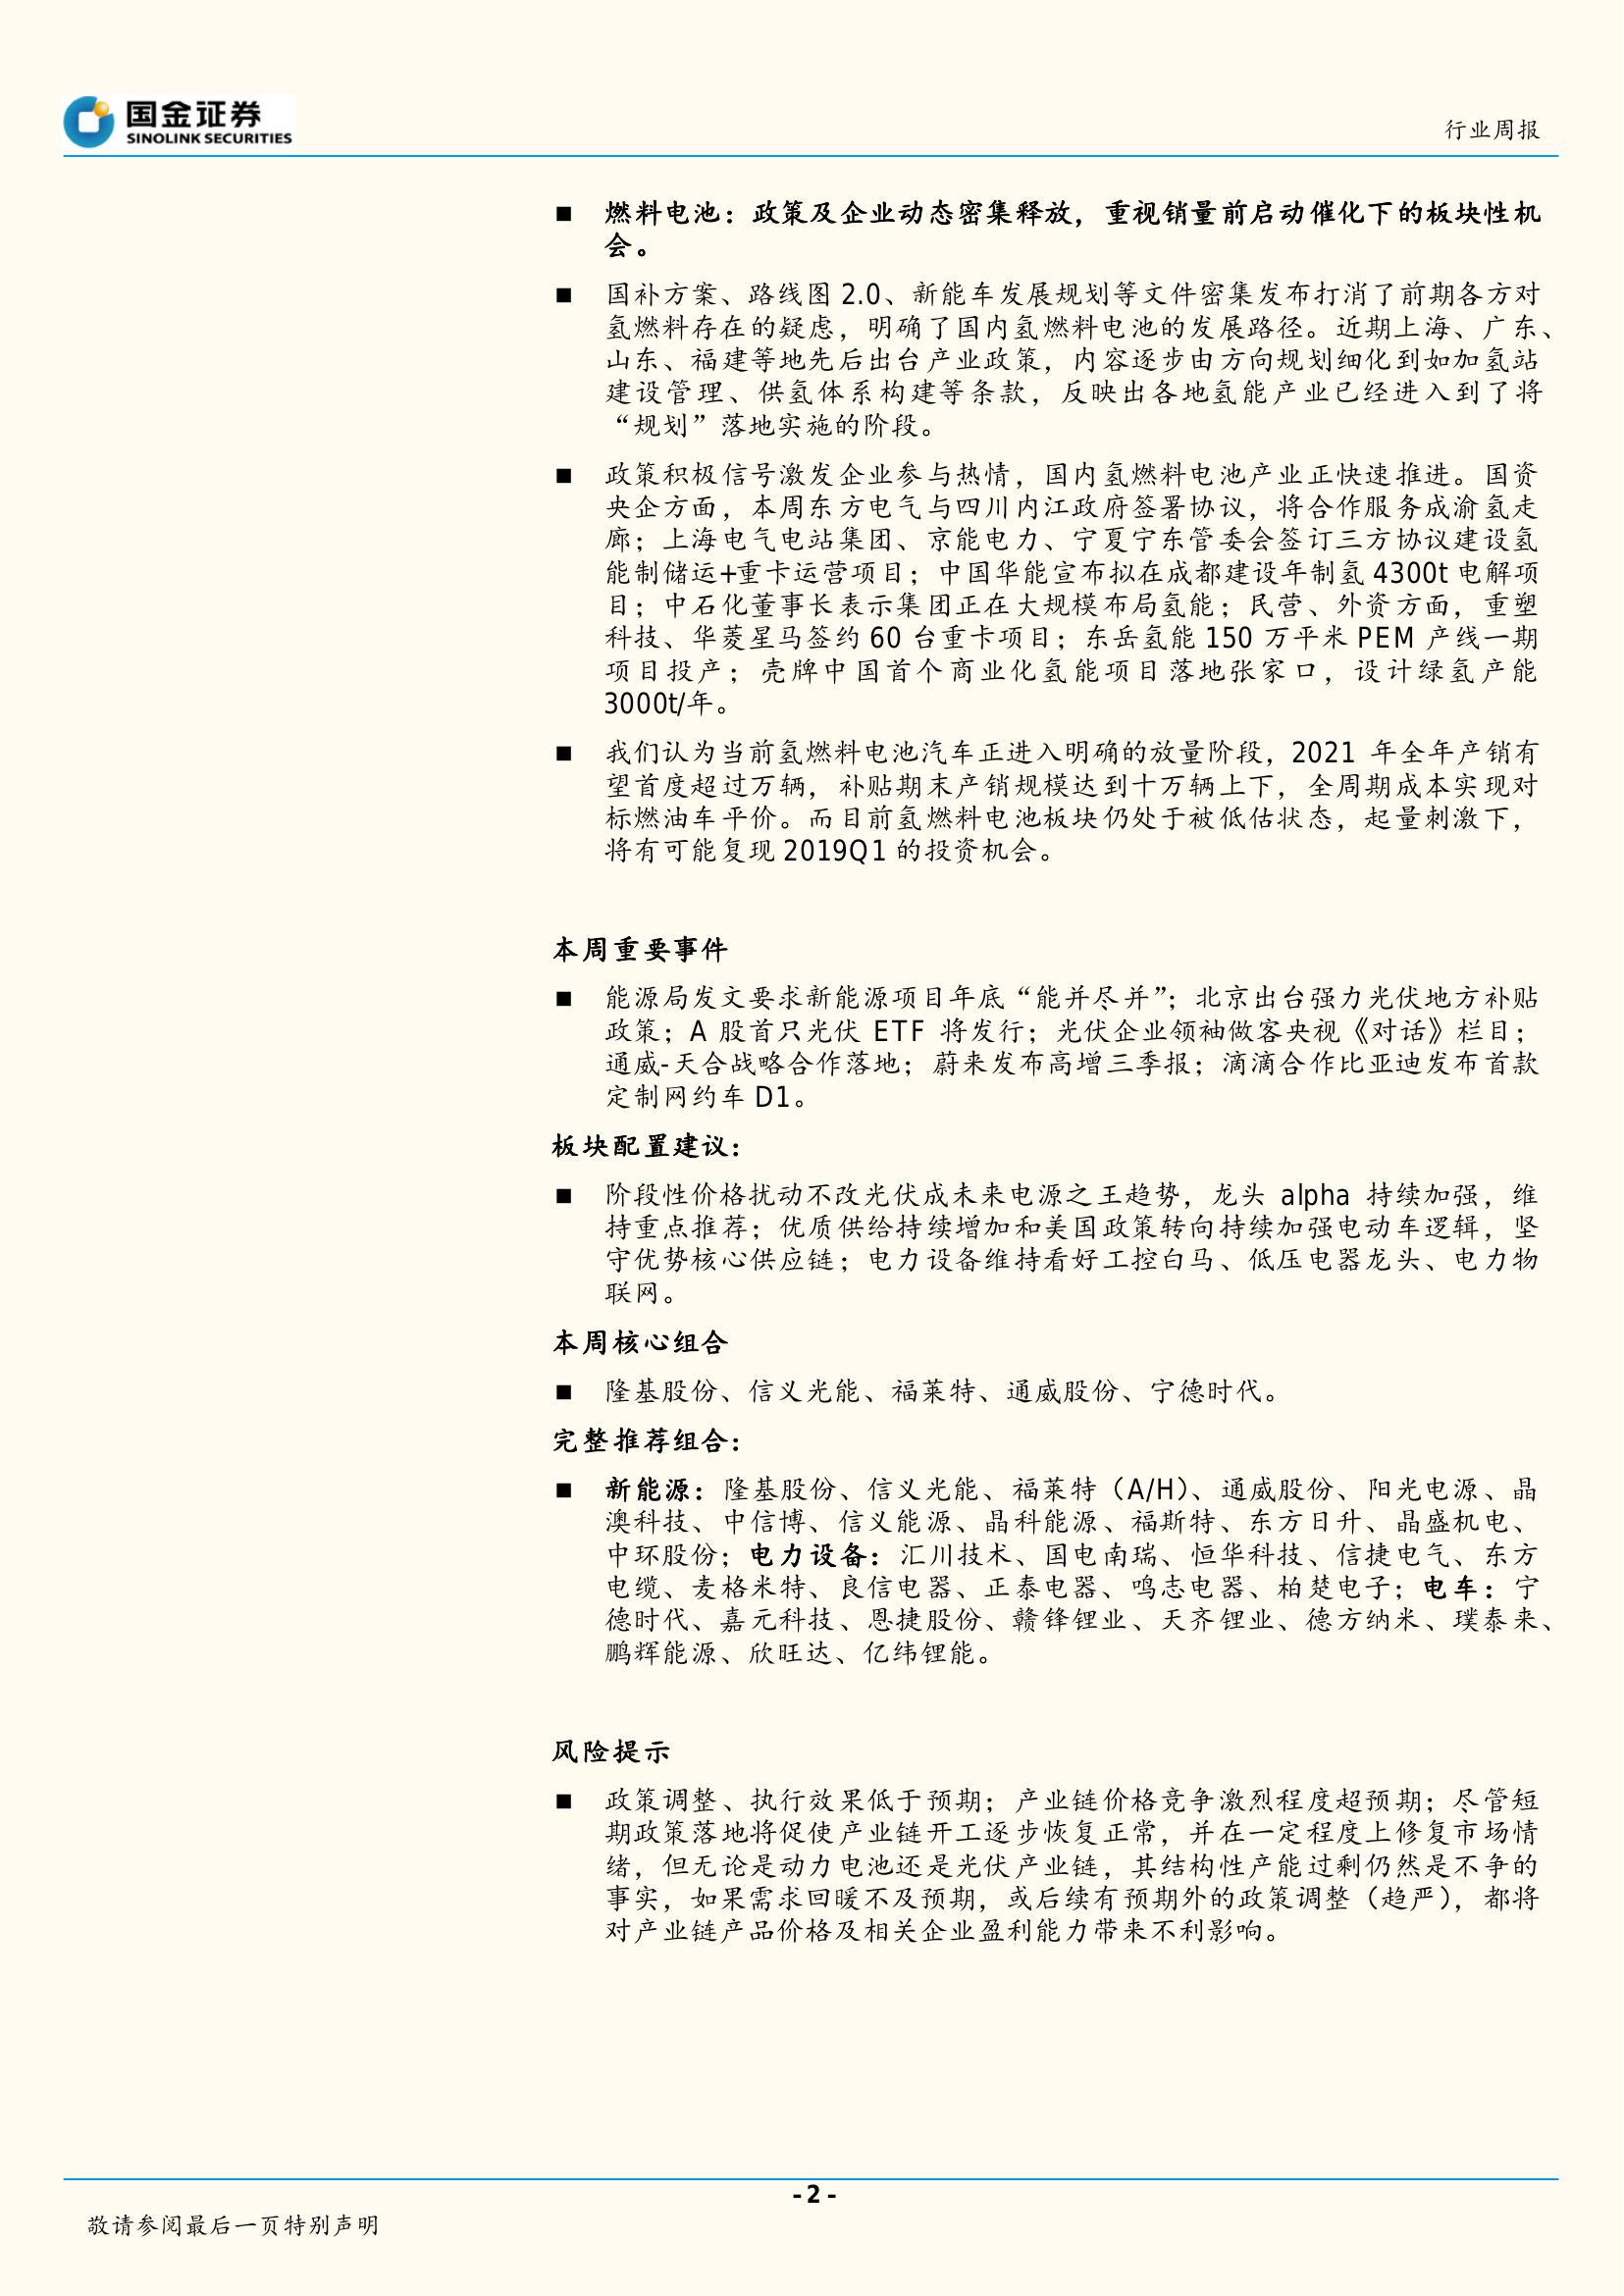 国金证券
SINOLINK SECURITIES
行业周报
■ 燃料电池：政策及企业动态密集释放，重视销量前启动催化下的板块性机
会。
■ 国补方案、路线图 2.0、新能车发展规划等文件密集发布打消了前期各方对
氢燃料存在的疑虑，明确了国内氢燃料电池的发展路径。近期上海、广东、
山东、福建等地先后出台产业政策，内容逐步由方向规划细化到如加氢站
建设管理、供氢体系构建等条款，反映出各地氢能产业已经进入到了将
“规划”落地实施的阶段。
■ 政策积极信号激发企业参与热情，国内氢燃料电池产业正快速推进。国资
央企方面，本周东方电气与四川内江政府签署协议，将合作服务成渝氢走
廊；上海电气电站集团、京能电力、宁夏宁东管委会签订三方协议建设氢
能制储运+重卡运营项目；中国华能宣布拟在成都建设年制氢 4300t 电解项
目；中石化董事长表示集团正在大规模布局氢能；民营、外资方面，重塑
科技、华菱星马签约 60 台重卡项目；东岳氢能 150 万平米 PEM 产线一期
项目投产；壳牌中国首个商业化氢能项目落地张家口，设计绿氢产能
3000t/年。
■ 我们认为当前氢燃料电池汽车正进入明确的放量阶段，2021 年全年产销有
望首度超过万辆，补贴期末产销规模达到十万辆上下，全周期成本实现对
标燃油车平价。而目前氢燃料电池板块仍处于被低估状态，起量刺激下，
将有可能复现 2019Q1 的投资机会。
本周重要事件
■ 能源局发文要求新能源项目年底“能并尽并”；北京出台强力光伏地方补贴
政策；A 股首只光伏 ETF 将发行；光伏企业领袖做客央视《对话》栏目；
通威-天合战略合作落地；蔚来发布高增三季报；滴滴合作比亚迪发布首款
定制网约车 D1。
板块配置建议：
■ 阶段性价格扰动不改光伏成未来电源之王趋势，龙头 alpha 持续加强，维
持重点推荐；优质供给持续增加和美国政策转向持续加强电动车逻辑，坚
守优势核心供应链；电力设备维持看好工控白马、低压电器龙头、电力物
联网。
本周核心组合
■ 隆基股份、信义光能、福莱特、通威股份、宁德时代。
完整推荐组合：
■ 新能源：隆基股份、信义光能、福莱特（A/H）、通威股份、阳光电源、晶
澳科技、中信博、信义能源、晶科能源、福斯特、东方日升、晶盛机电、
中环股份；电力设备：汇川技术、国电南瑞、恒华科技、信捷电气、东方
电缆、麦格米特、良信电器、正泰电器、鸣志电器、柏楚电子；电车：宁
德时代、嘉元科技、恩捷股份、赣锋锂业、天齐锂业、德方纳米、璞泰来、
鹏辉能源、欣旺达、亿纬锂能。
风险提示
■ 政策调整、执行效果低于预期；产业链价格竞争激烈程度超预期；尽管短
期政策落地将促使产业链开工逐步恢复正常，并在一定程度上修复市场情
绪，但无论是动力电池还是光伏产业链，其结构性产能过剩仍然是不争的
事实，如果需求回暖不及预期，或后续有预期外的政策调整（趋严），都将
对产业链产品价格及相关企业盈利能力带来不利影响。
- 2 -
敬请参阅最后一页特别声明